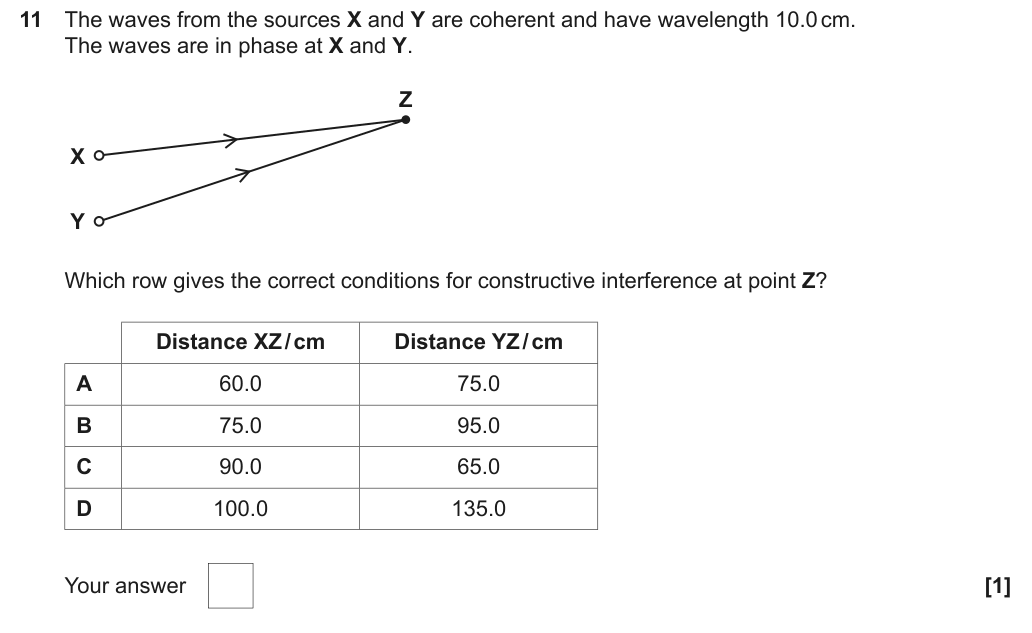 11 The waves from the sources X and Y are coherent and have wavelength 10.0 cm.
The waves are in phase at X and Y.
Z
X
Y
Which row gives the correct conditions for constructive interference at point Z?
Distance XZ / cm Distance YZ / cm
A 60.0 75.0
B 75.0 95.0
C 90.0 65.0
D 100.0 135.0
Your answer [1]